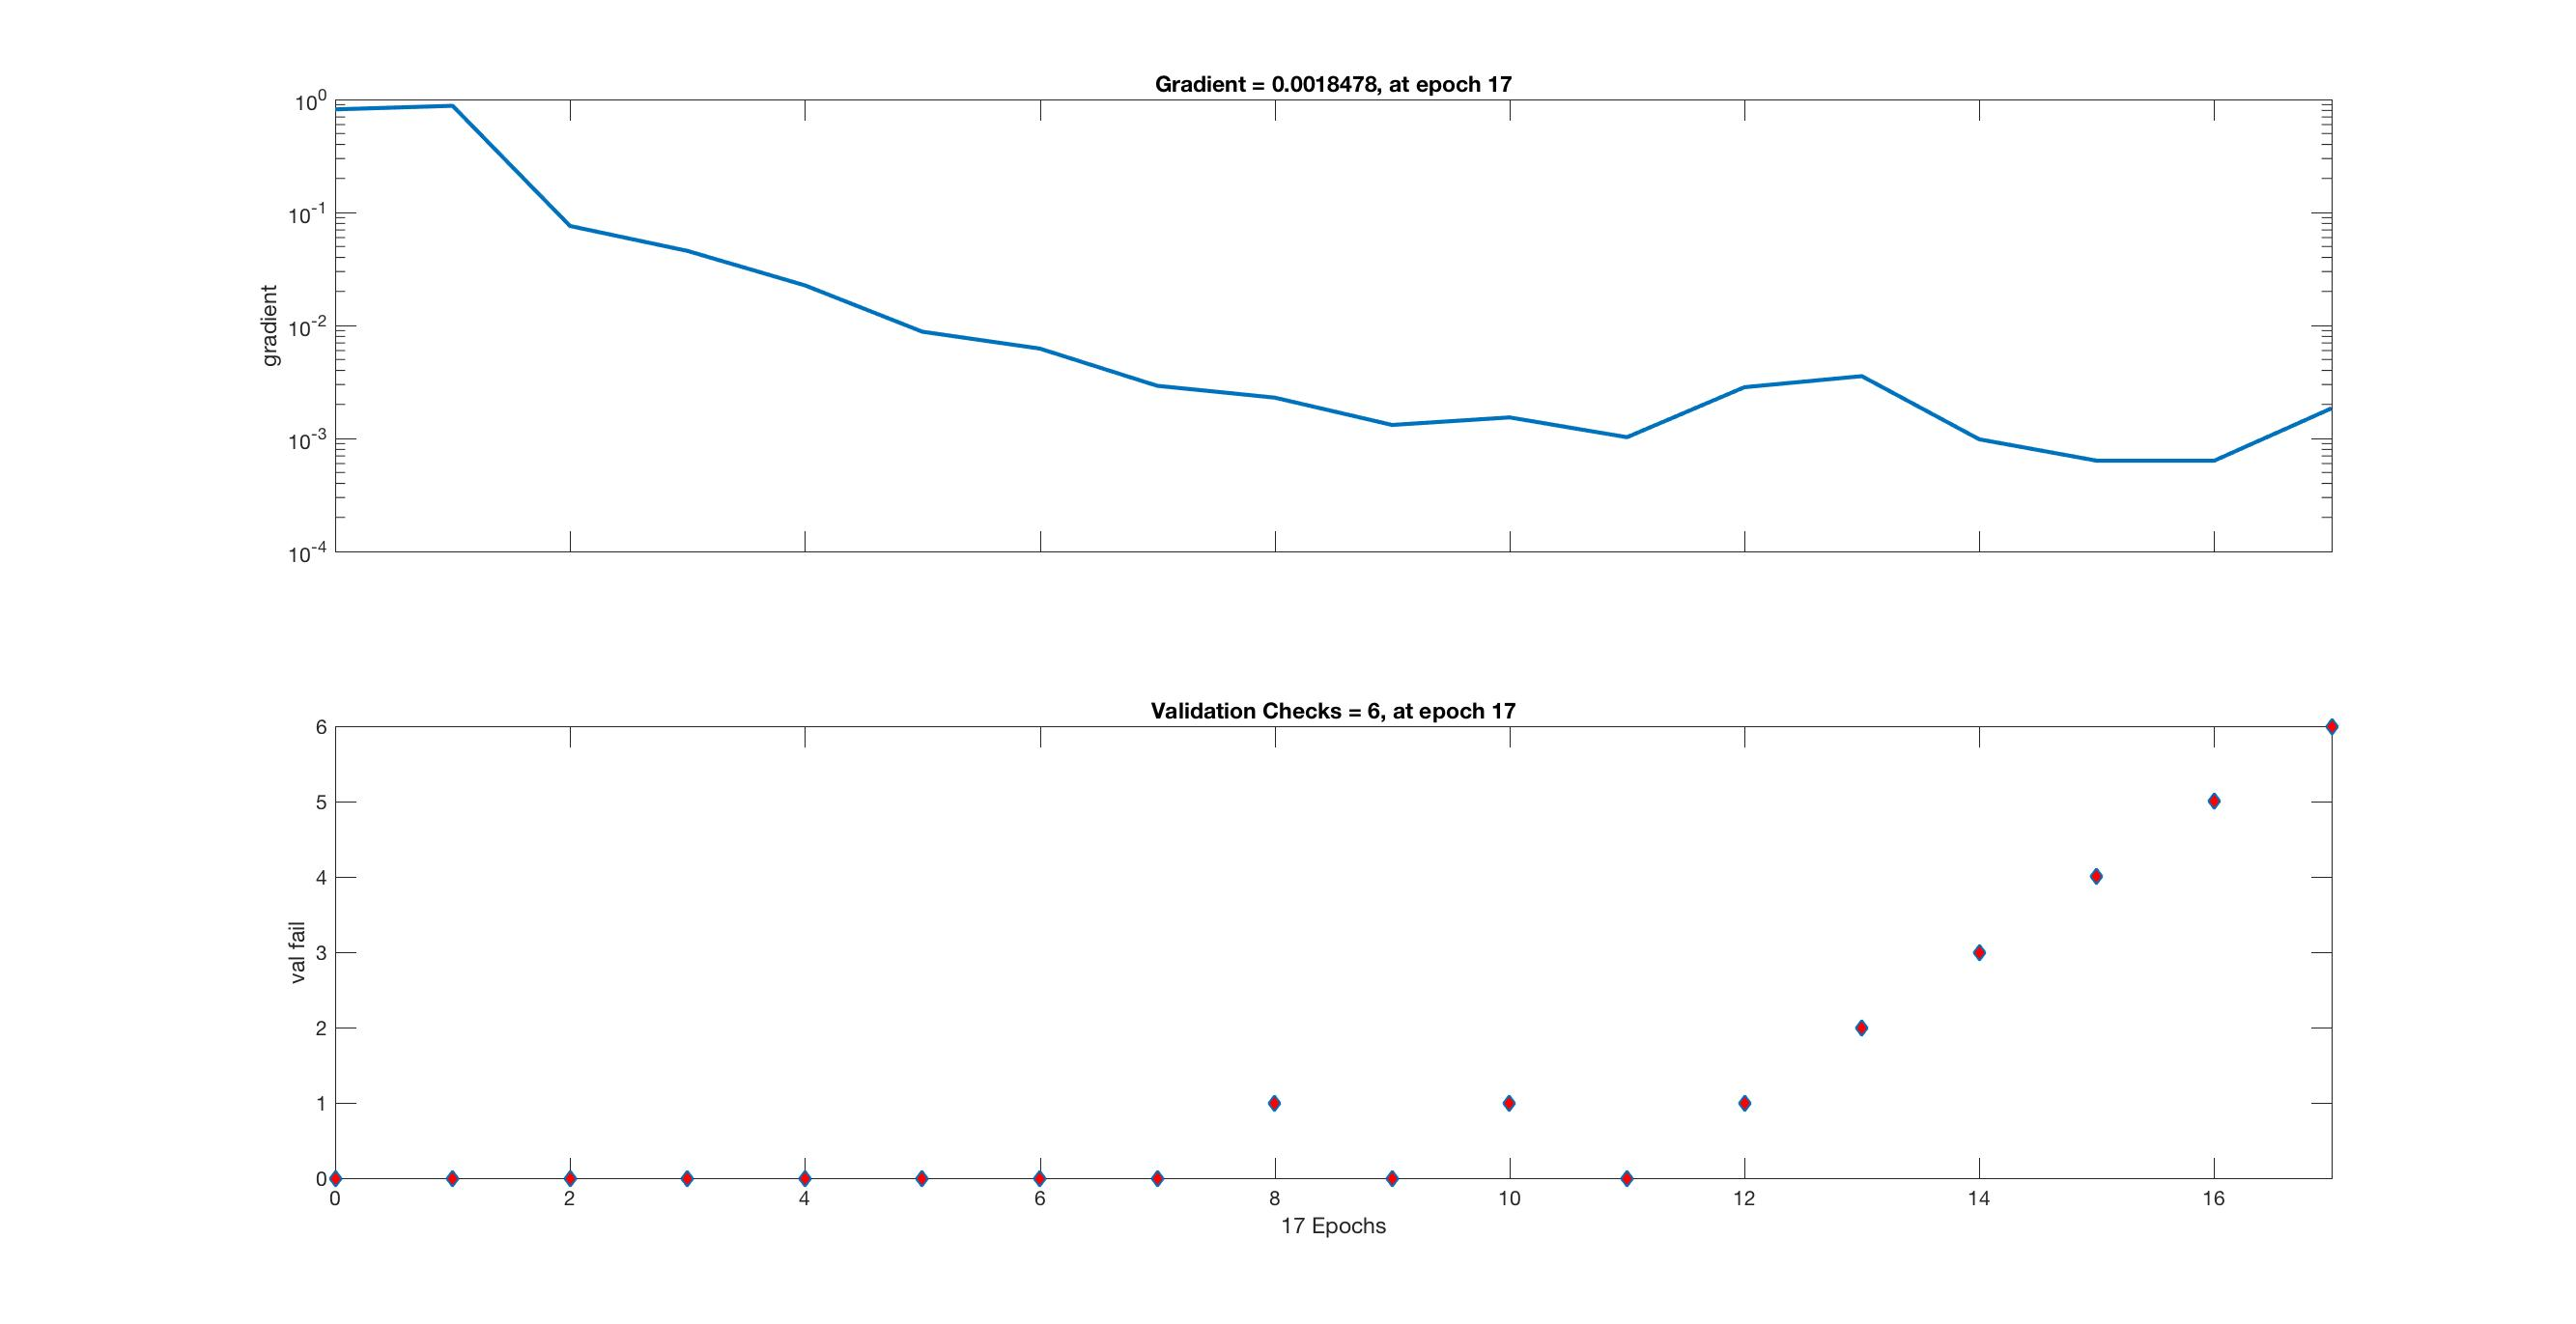 Gradient = 0.0018478, at epoch 17
10^0
10^-1
10^-2
10^-3
10^-4
gradient
Validation Checks = 6, at epoch 17
6
5
4
3
2
1
0
val fail
0 2 4 6 8 10 12 14 16
17 Epochs